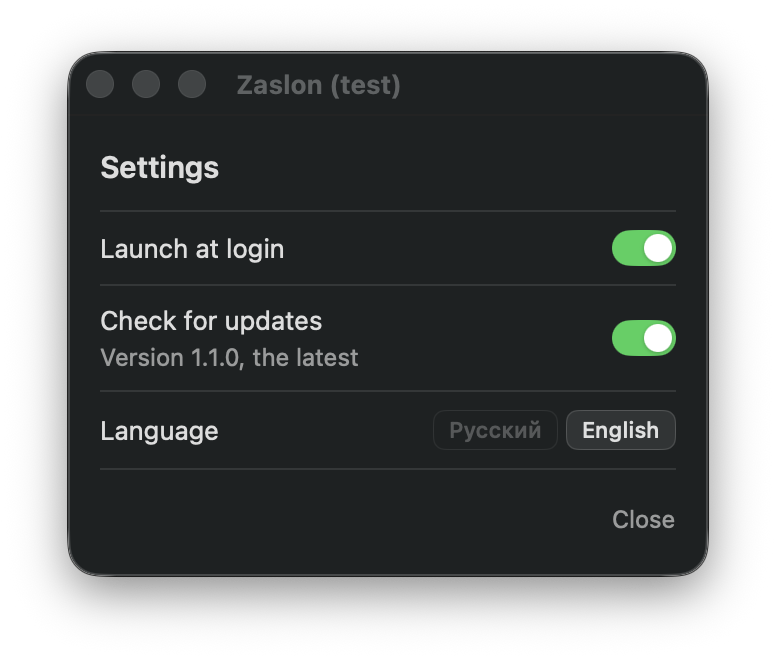 Zaslon (test)
Settings
Launch at login
Check for updates
Version 1.1.0, the latest
Language
Русский
English
Close